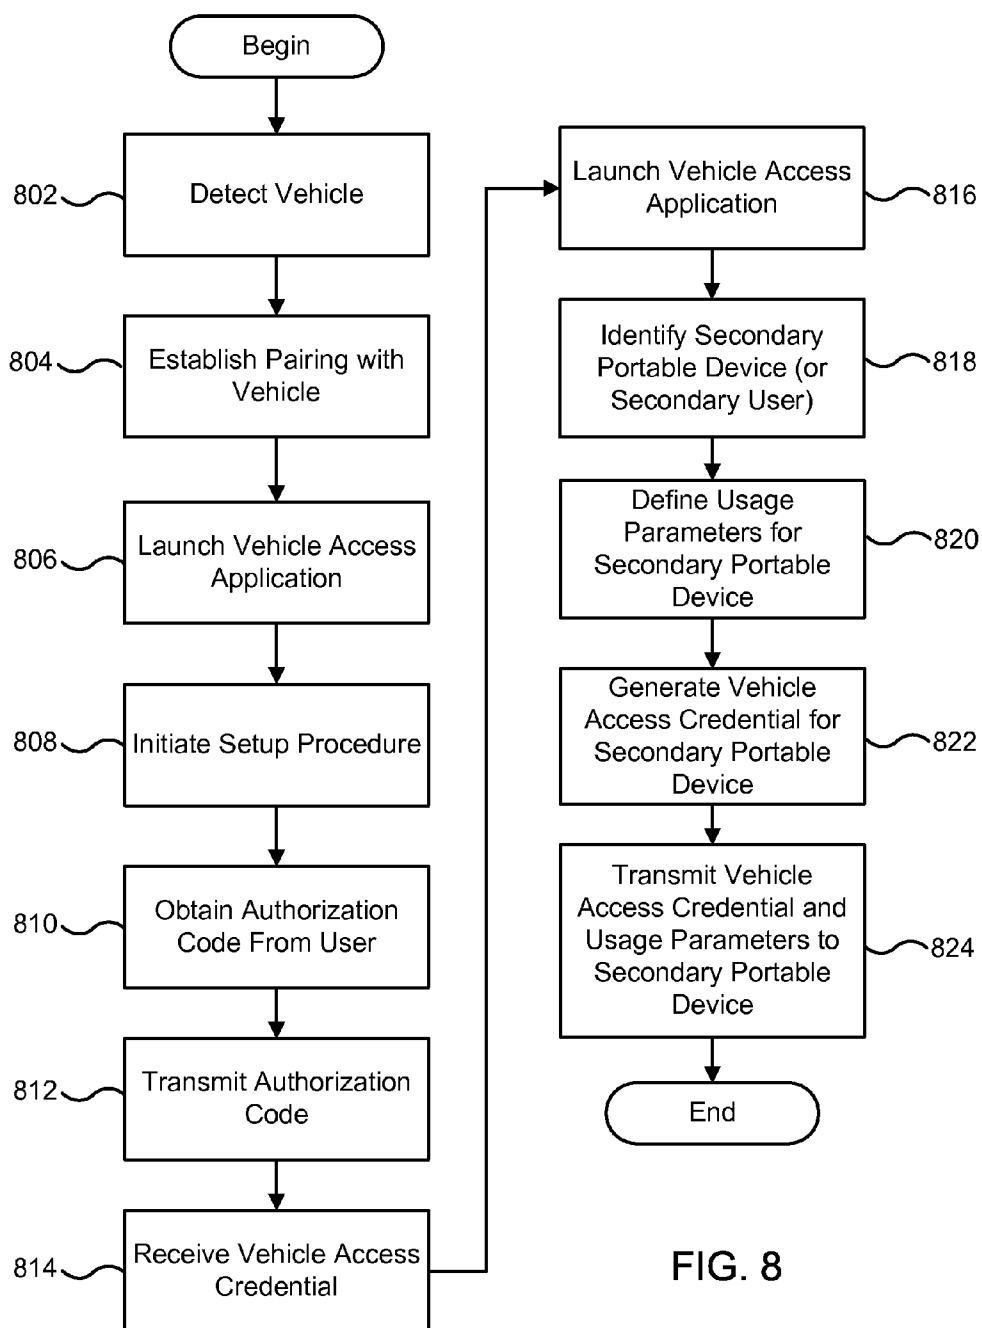 Begin
802
Detect Vehicle
804
Establish Pairing with
Vehicle
806
Launch Vehicle Access
Application
808
Initiate Setup Procedure
810
Obtain Authorization
Code From User
812
Transmit Authorization
Code
814
Receive Vehicle Access
Credential
Launch Vehicle Access
Application
816
Identify Secondary
Portable Device (or
Secondary User)
818
Define Usage
Parameters for
Secondary Portable
Device
820
Generate Vehicle
Access Credential for
Secondary Portable
Device
822
Transmit Vehicle
Access Credential and
Usage Parameters to
Secondary Portable
Device
824
End
FIG. 8